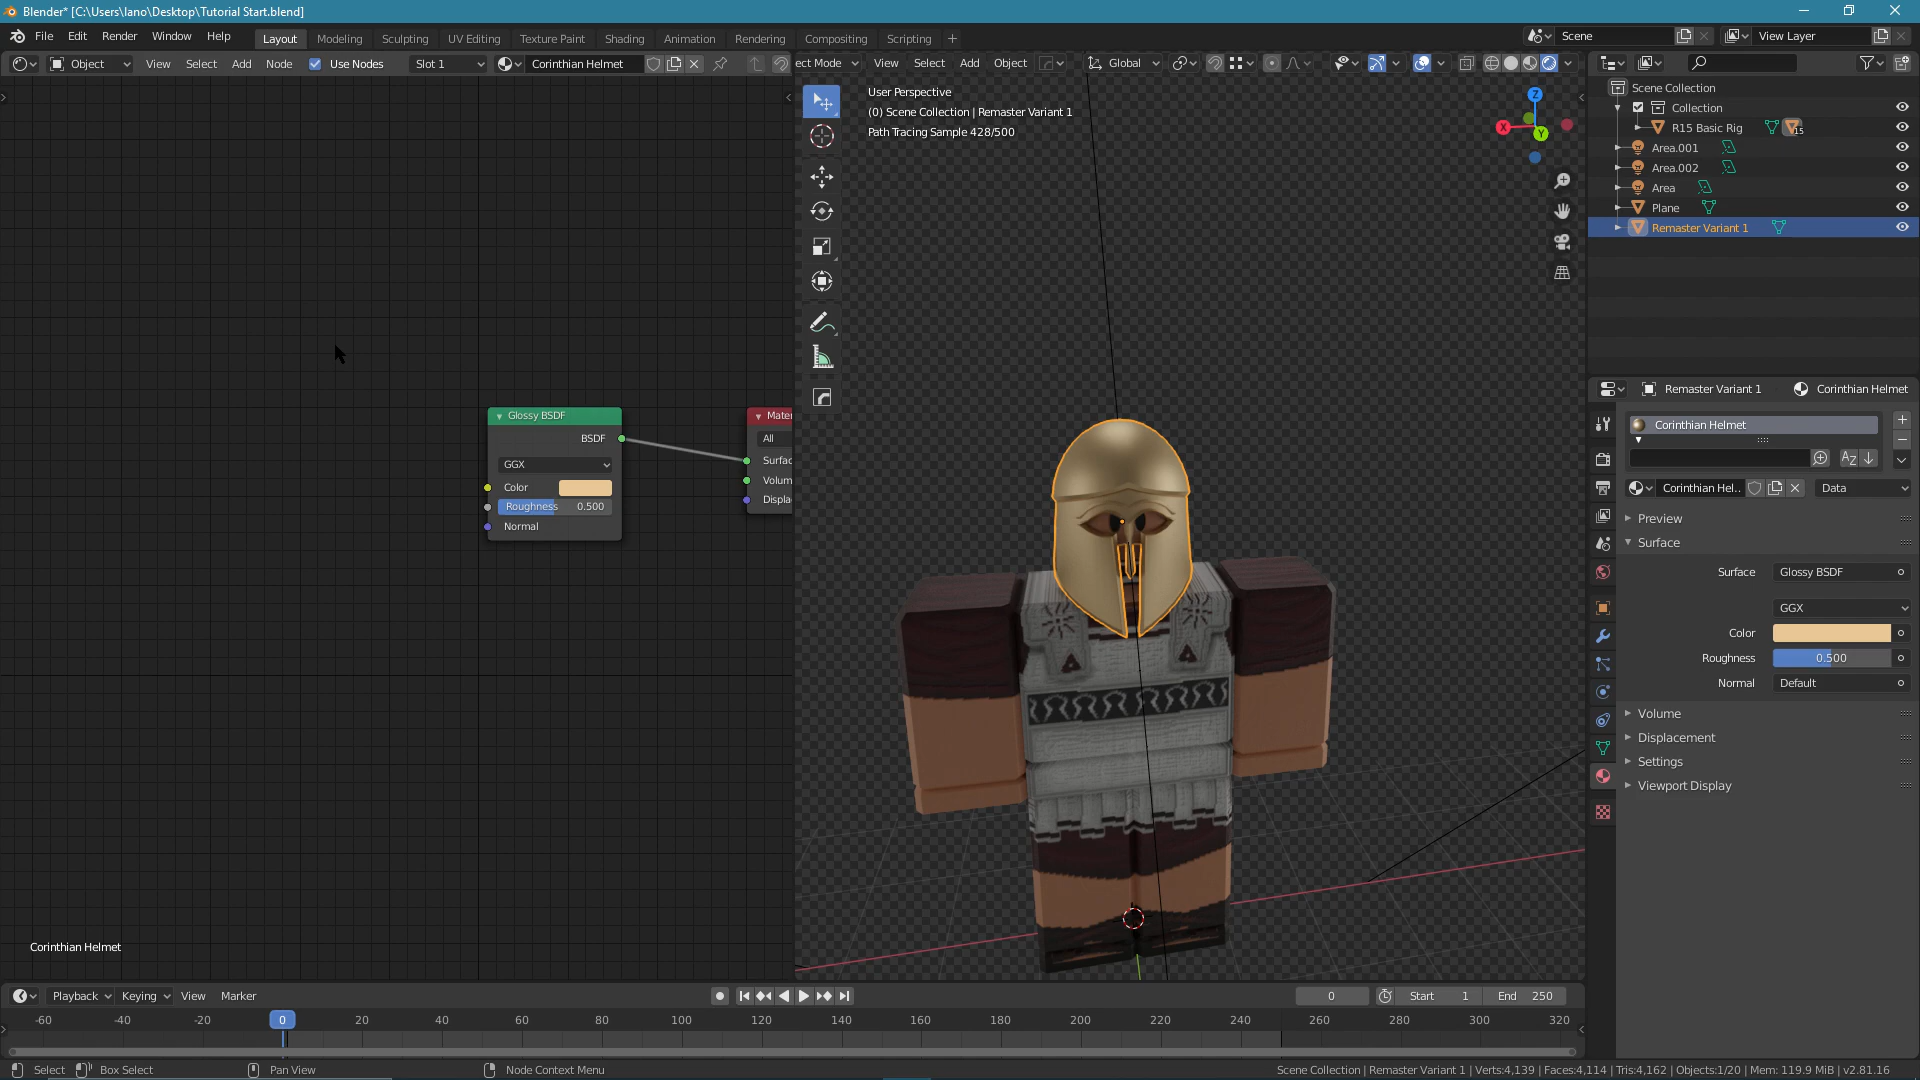 Blender* [C:\Users\lano\Desktop\Tutorial Start.blend]
File Edit Render Window Help
Layout Modeling Sculpting UV Editing Texture Paint Shading Animation Rendering Compositing Scripting +
Scene
View Layer
Object View Select Add Node Use Nodes Slot 1 Corinthian Helmet
ect Mode View Select Add Object Global
User Perspective
(0) Scene Collection | Remaster Variant 1
Path Tracing Sample 428/500
Z
X
Y
Scene Collection
Collection
R15 Basic Rig
15
Area.001
Area.002
Area
Plane
Remaster Variant 1
Glossy BSDF
BSDF
GGX
Color
Roughness 0.500
Normal
Mater
All
Surfac
Volum
Displa
Corinthian Helmet
Remaster Variant 1 Corinthian Helmet
Corinthian Helmet
AZ
Corinthian Hel.. Data
Preview
Surface
Surface Glossy BSDF
GGX
Color
Roughness 0.500
Normal Default
Volume
Displacement
Settings
Viewport Display
Playback Keying View Marker
0 Start 1 End 250
-60 -40 -20 0 20 40 60 80 100 120 140 160 180 200 220 240 260 280 300 320
Select Box Select Pan View Node Context Menu
Scene Collection | Remaster Variant 1 | Verts:4,139 | Faces:4,114 | Tris:4,162 | Objects:1/20 | Mem: 119.9 MiB | v2.81.16